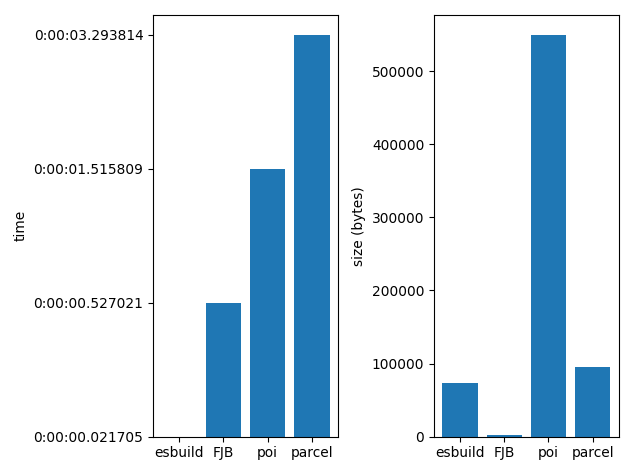 time
0:00:03.293814
0:00:01.515809
0:00:00.527021
0:00:00.021705
esbuild FJB poi parcel
size (bytes)
500000
400000
300000
200000
100000
0
esbuild FJB poi parcel